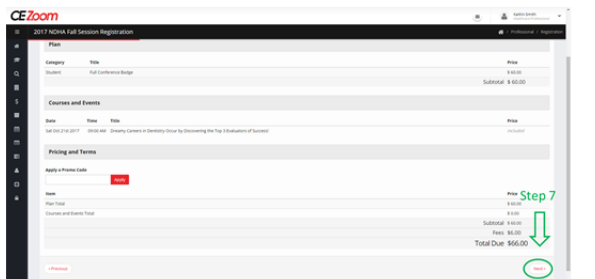 CEZoom
2017 NDHA Fall Session Registration
/ Professional / Registration
Plan
Category Title Price
Student Full Conference Badge $ 60.00
Subtotal $ 60.00
Courses and Events
Date Time Title Price
Sat Oct 21st 2017 09:00 AM Dreamy Careers in Dentistry Occur by Discovering the Top 3 Evaluators of Success! included
Pricing and Terms
Apply a Promo Code
Apply
Item Price
Step 7
Plan Total $ 60.00
Courses and Events Total $ 0.00
Subtotal $ 60.00
Fees $6.00
Total Due $66.00
‹ Previous Next ›